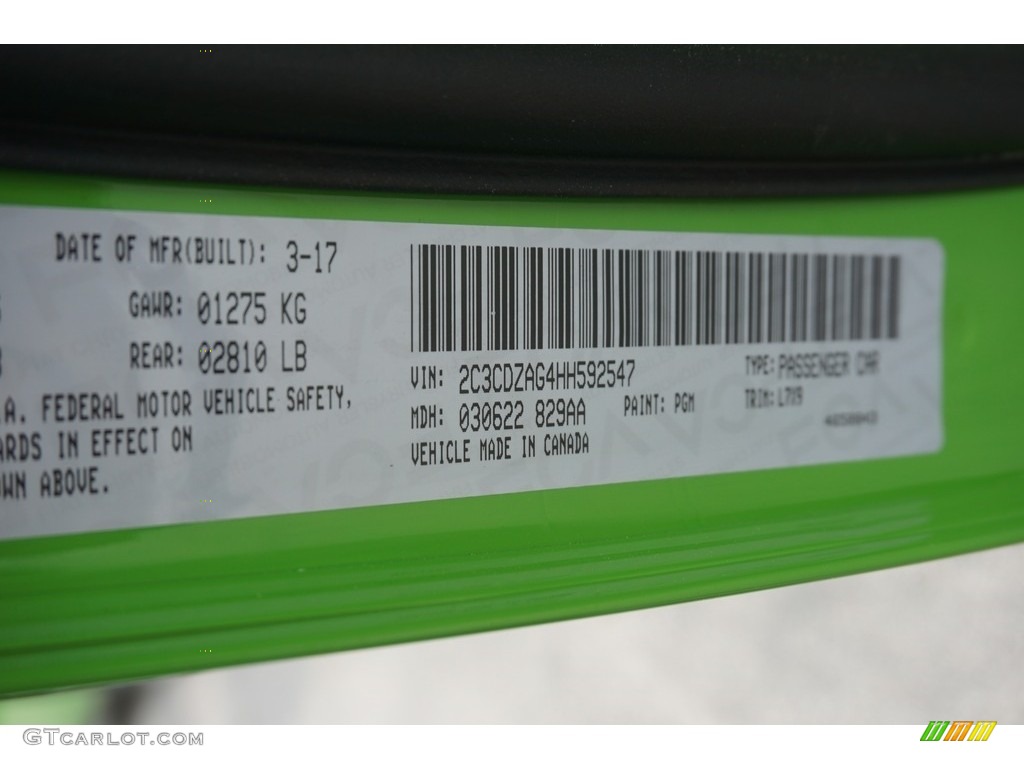 DATE OF MFR(BUILT): 3-17
GAWR: 01275 KG
REAR: 02810 LB
.A. FEDERAL MOTOR VEHICLE SAFETY,
ARDS IN EFFECT ON
WN ABOVE.
VIN: 2C3CDZAG4HH592547
TYPE: PASSENGER CAR
MDH: 030622 829AA
PAINT: PGM
TRIM: L7X9
VEHICLE MADE IN CANADA
GTCARLOT.COM